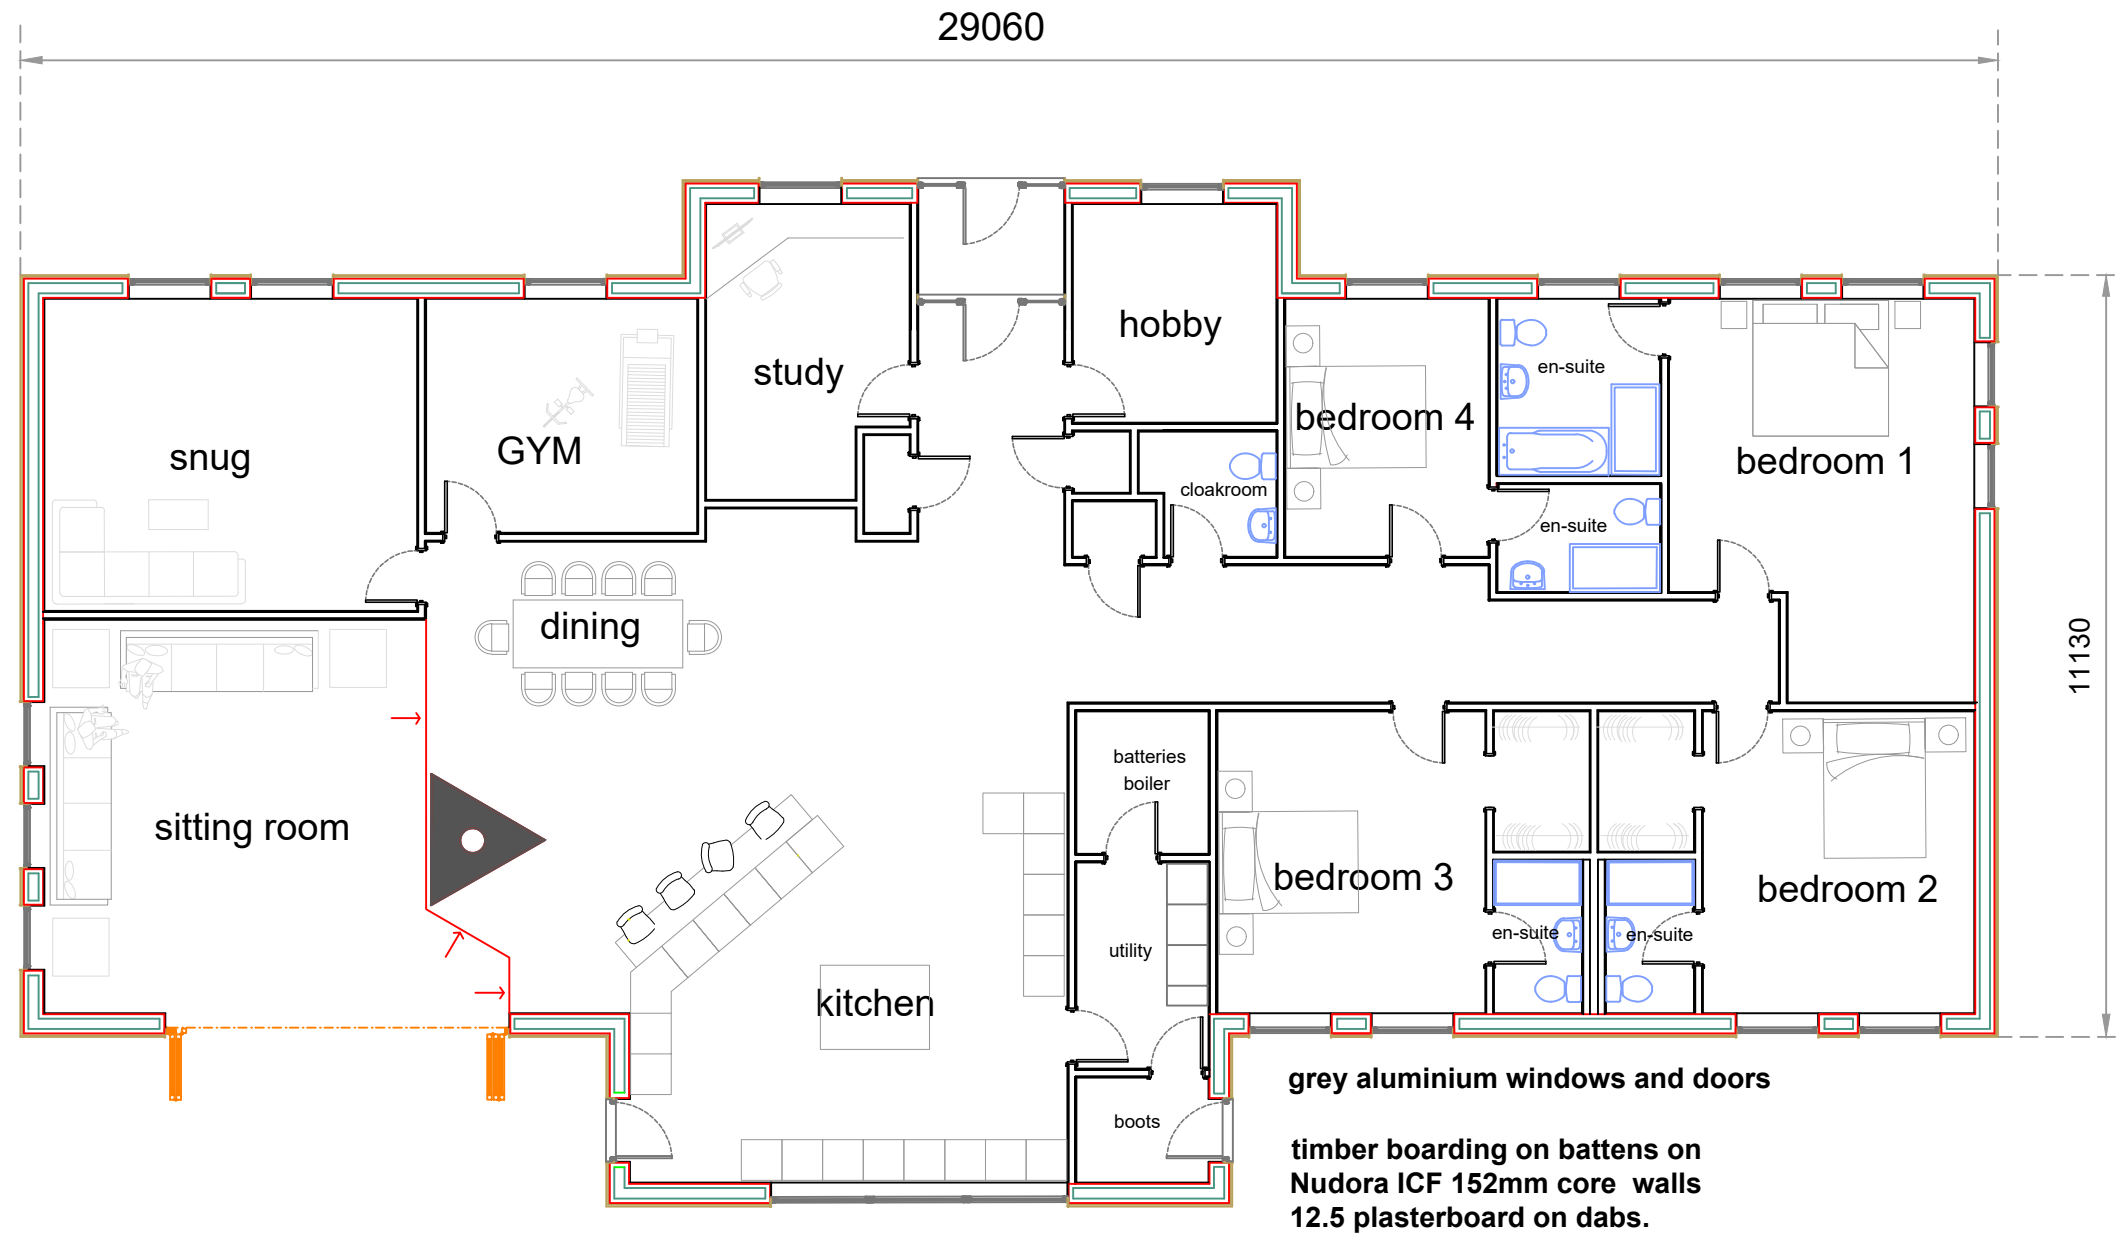 29060
hobby
study
en-suite
bedroom 4
GYM
snug
bedroom 1
cloakroom
en-suite
dining
11130
batteries
boiler
sitting room
bedroom 3
bedroom 2
en-suite
en-suite
utility
kitchen
grey aluminium windows and doors
boots
timber boarding on battens on
Nudora ICF 152mm core walls
12.5 plasterboard on dabs.